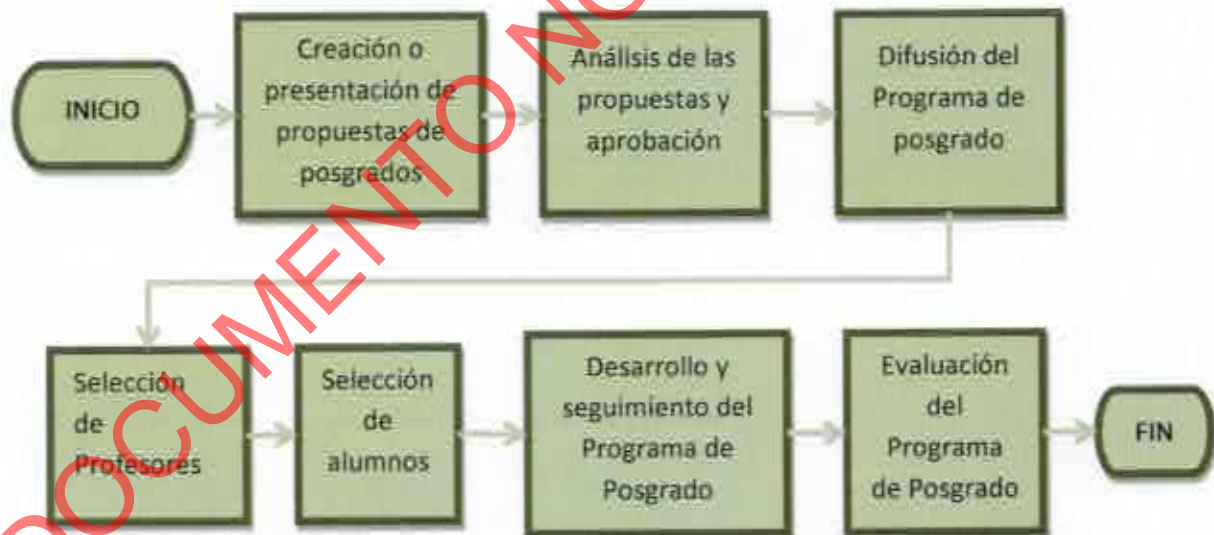 INICIO
Creación o
presentación de
propuestas de
posgrados
Análisis de las
propuestas y
aprobación
Difusión del
Programa de
posgrado
Selección
de
Profesores
Selección
de
alumnos
Desarrollo y
seguimiento del
Programa de
Posgrado
Evaluación
del
Programa
de Posgrado
FIN
DOCUMENTO NO